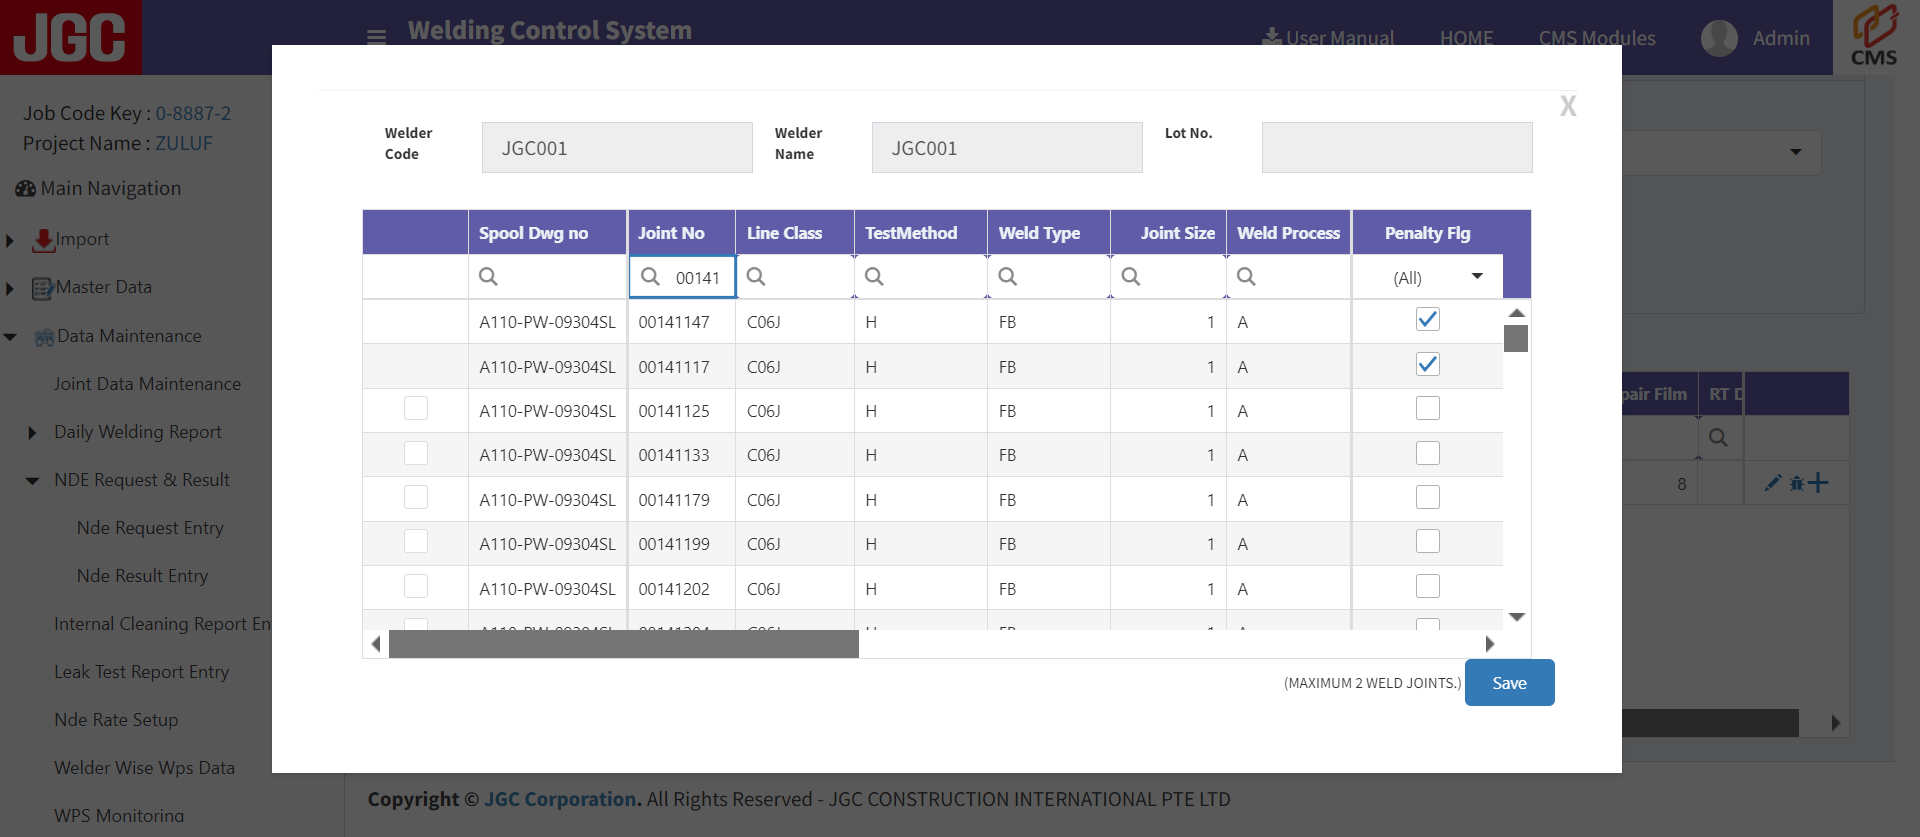 JGC
Welding Control System
User Manual
HOME
CMS Modules
Admin
CMS
Job Code Key : 0-8887-2
Project Name : ZULUF
Main Navigation
Import
Master Data
Data Maintenance
Joint Data Maintenance
Daily Welding Report
NDE Request & Result
Nde Request Entry
Nde Result Entry
Internal Cleaning Report En
Leak Test Report Entry
Nde Rate Setup
Welder Wise Wps Data
WPS Monitoring
X
Welder Code
JGC001
Welder Name
JGC001
Lot No.
Spool Dwg no Joint No Line Class TestMethod Weld Type Joint Size Weld Process Penalty Flg
00141 (All)
A110-PW-09304SL 00141147 C06J H FB 1 A
A110-PW-09304SL 00141117 C06J H FB 1 A
A110-PW-09304SL 00141125 C06J H FB 1 A
A110-PW-09304SL 00141133 C06J H FB 1 A
A110-PW-09304SL 00141179 C06J H FB 1 A
A110-PW-09304SL 00141199 C06J H FB 1 A
A110-PW-09304SL 00141202 C06J H FB 1 A
(MAXIMUM 2 WELD JOINTS.) Save
pair Film RT D
8
Copyright © JGC Corporation. All Rights Reserved - JGC CONSTRUCTION INTERNATIONAL PTE LTD